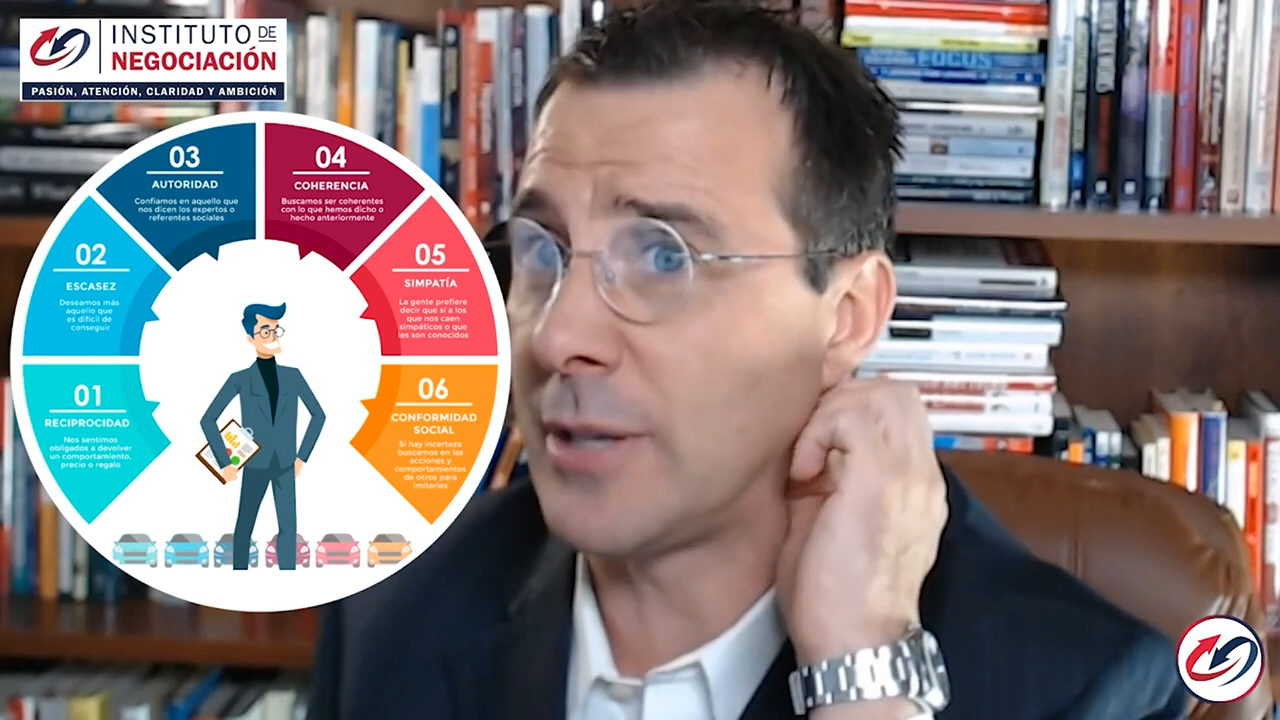 INSTITUTO DE
NEGOCIACIÓN
PASIÓN, ATENCIÓN, CLARIDAD Y AMBICIÓN
03
AUTORIDAD
Confiamos en aquello que
nos dicen los expertos o
referentes sociales
04
COHERENCIA
Buscamos ser coherentes
con lo que hemos dicho o
hecho anteriormente
02
ESCASEZ
Deseamos más
aquello que
es difícil de
conseguir
05
SIMPATÍA
La gente prefiere
decir que sí a los
que nos caen
simpáticos o que
les son conocidos
01
RECIPROCIDAD
Nos sentimos
obligados a devolver
un comportamiento,
precio o regalo
06
CONFORMIDAD
SOCIAL
Si hay incerteza
buscamos en las
acciones y
comportamientos
de otros para
imitarles
FOCUS